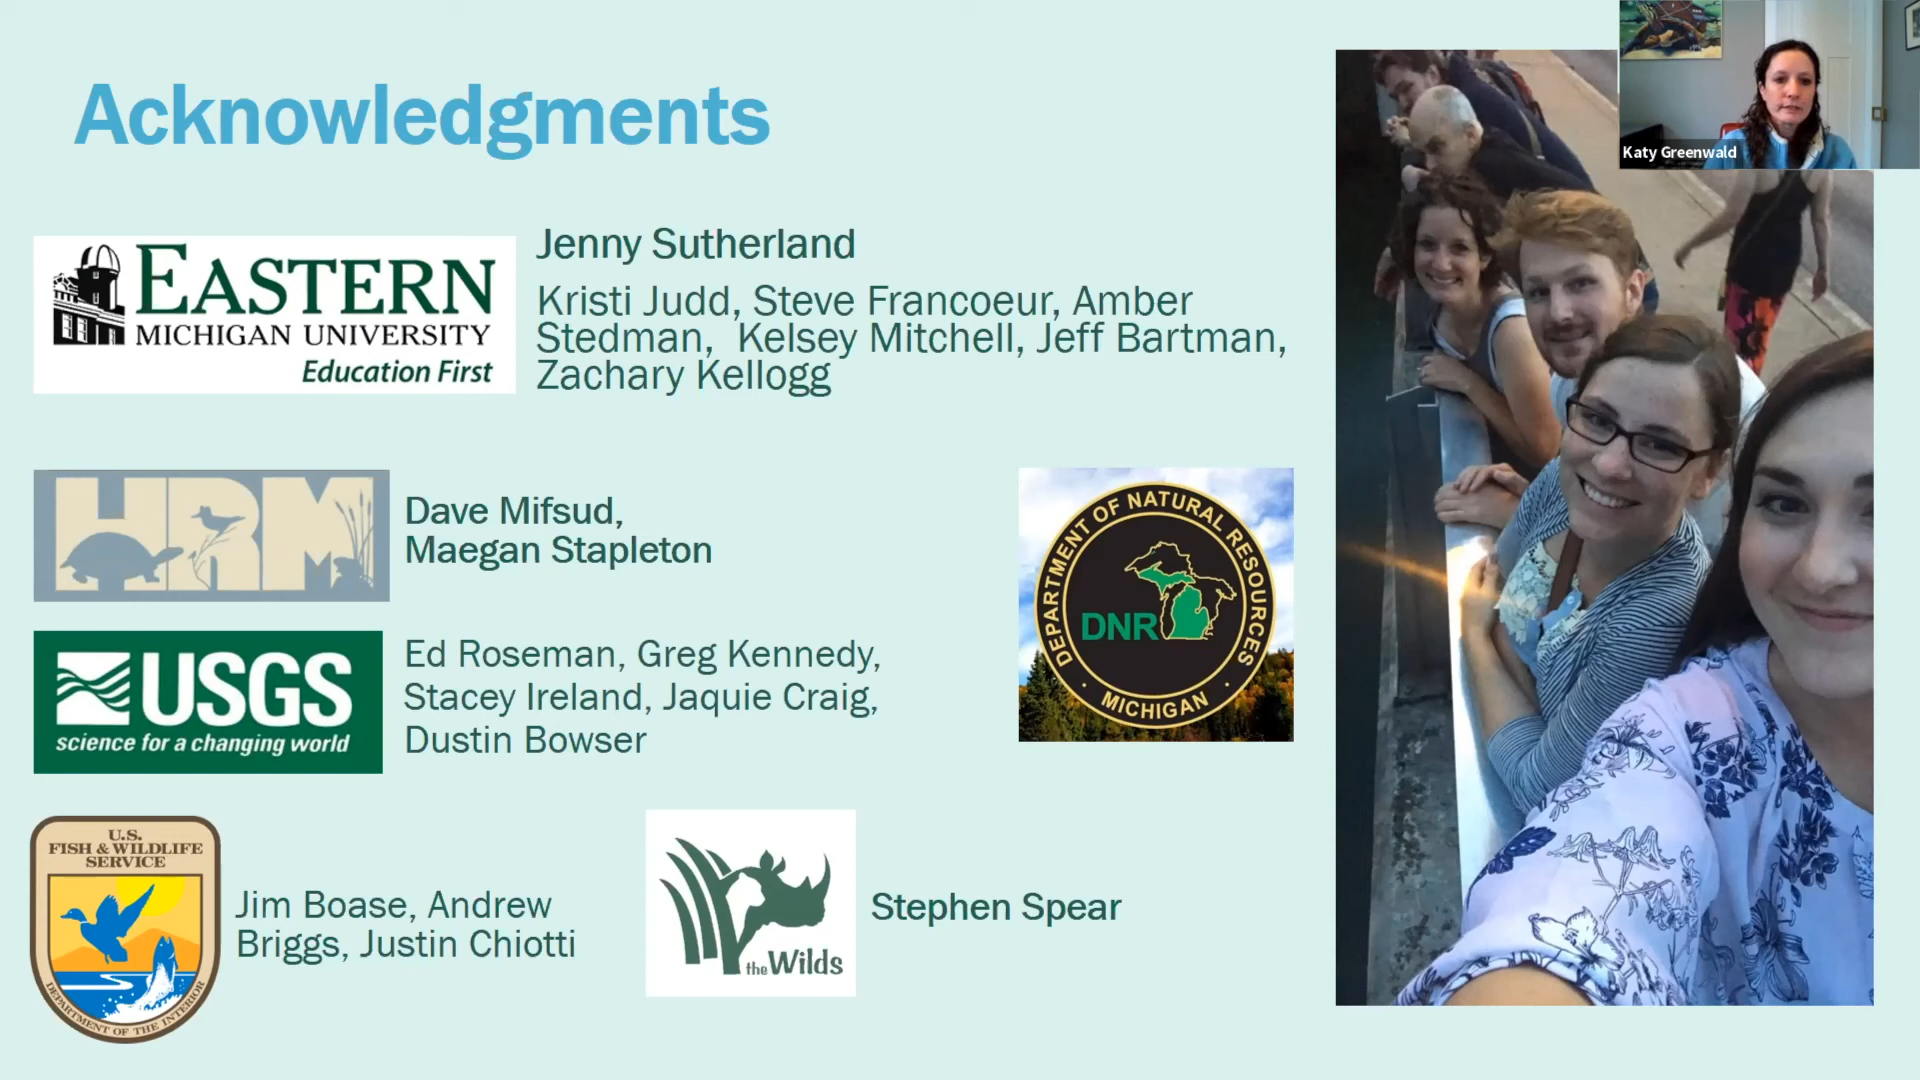 Acknowledgments
Katy Greenwald
EASTERN
MICHIGAN UNIVERSITY
Education First
Jenny Sutherland
Kristi Judd, Steve Francoeur, Amber
Stedman, Kelsey Mitchell, Jeff Bartman,
Zachary Kellogg
HRM
Dave Mifsud,
Maegan Stapleton
DEPARTMENT OF NATURAL RESOURCES
DNR
MICHIGAN
USGS
science for a changing world
Ed Roseman, Greg Kennedy,
Stacey Ireland, Jaquie Craig,
Dustin Bowser
U.S.
FISH & WILDLIFE
SERVICE
DEPARTMENT OF THE INTERIOR
Jim Boase, Andrew
Briggs, Justin Chiotti
the Wilds
Stephen Spear